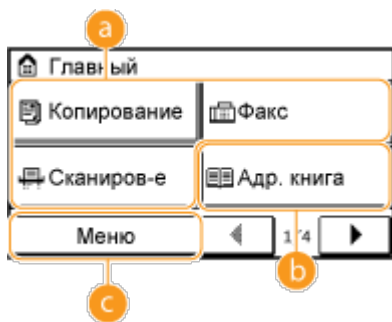 a
Главный
Копирование
Факс
Сканиров-е
Адр. книга
Меню
1/4
b
c